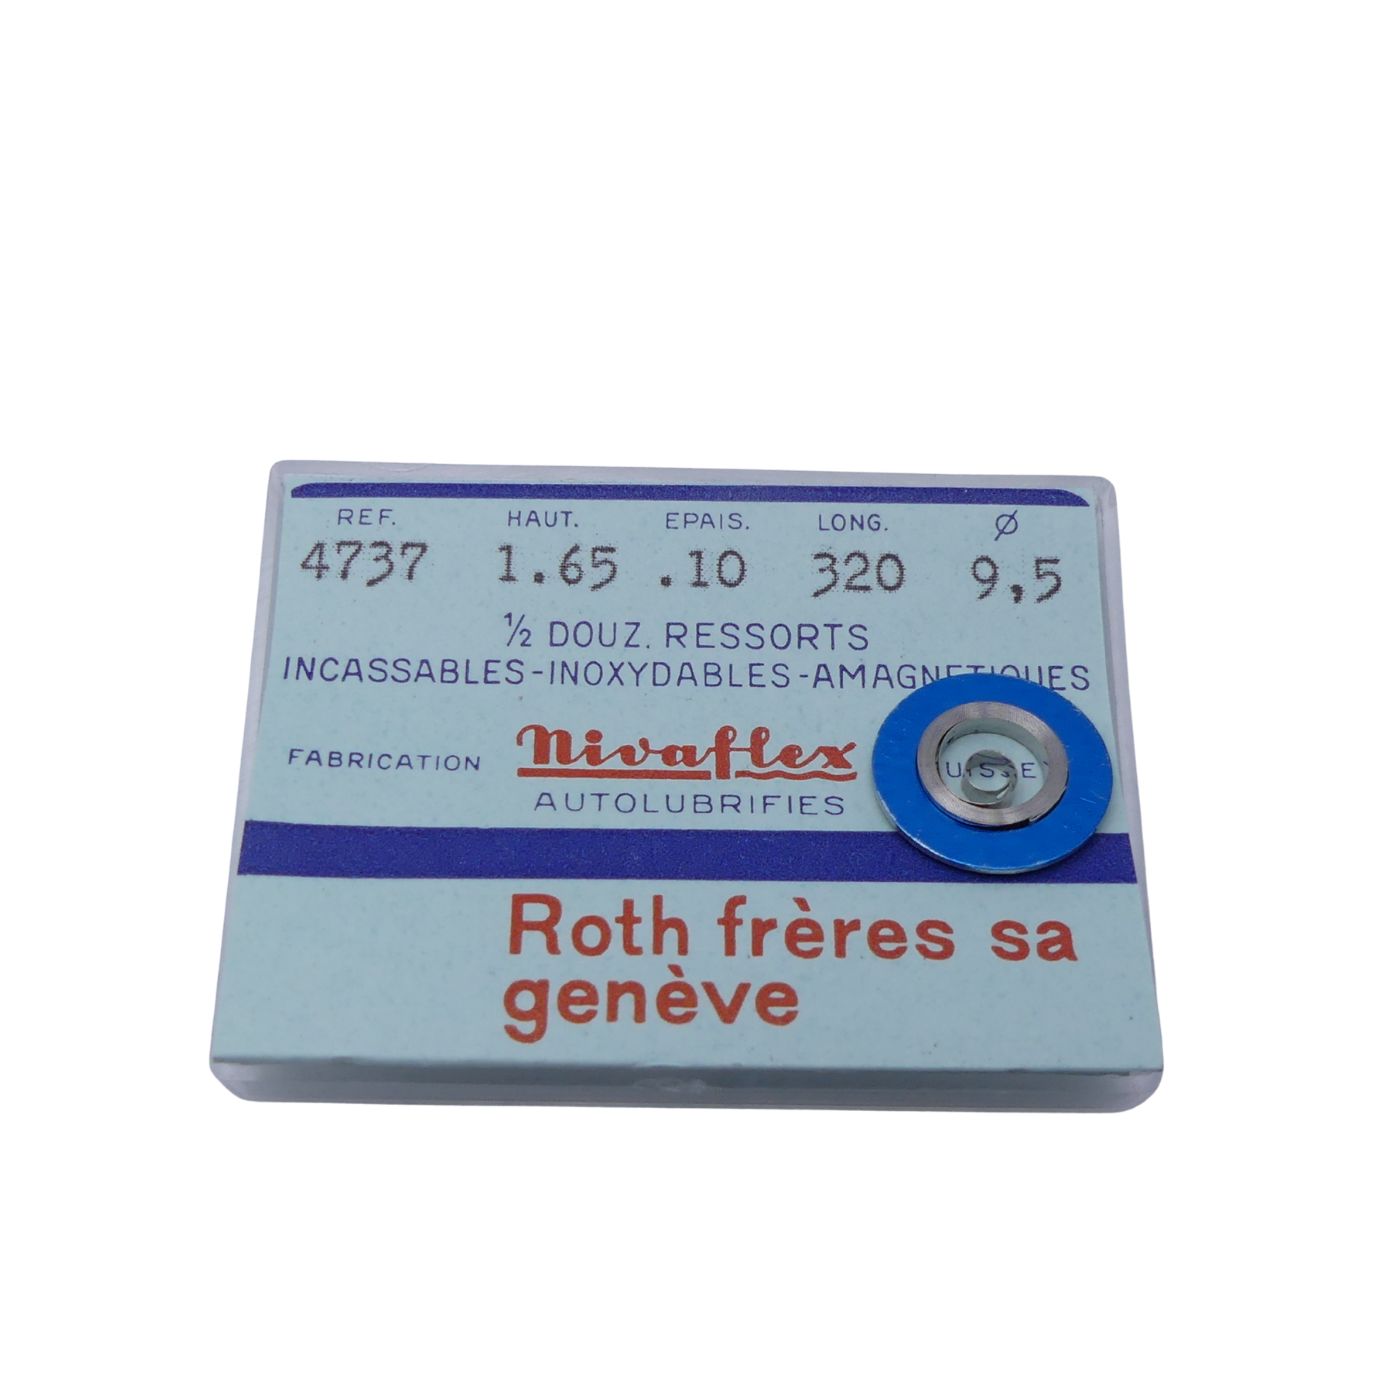 REF. HAUT. EPAIS. LONG. Ø
4737 1.65 .10 320 9,5
½ DOUZ. RESSORTS
INCASSABLES-INOXYDABLES-AMAGNETIQUES
FABRICATION nivaflex UISSE
AUTOLUBRIFIES
Roth frères sa
genève